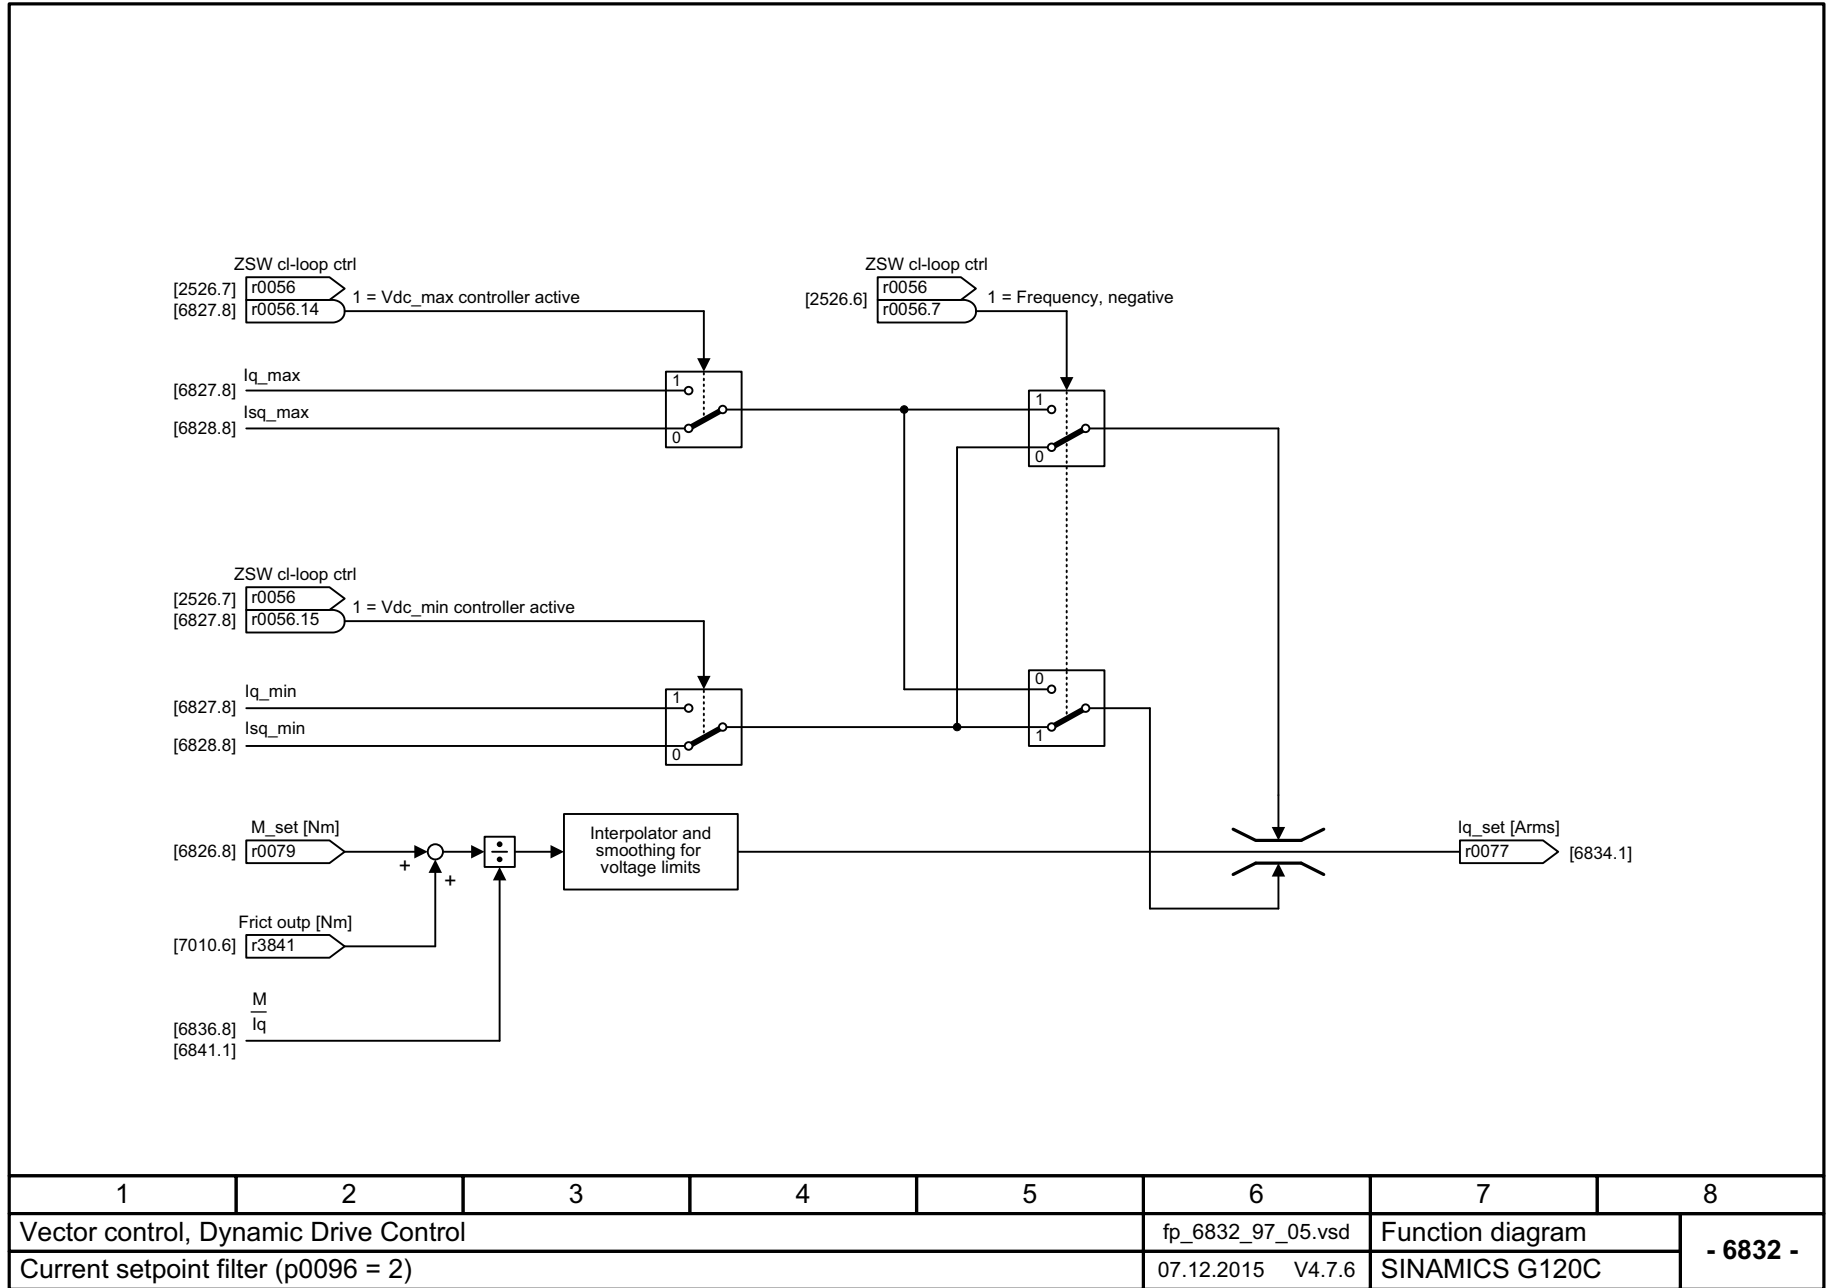 ZSW cl-loop ctrl
[2526.7] r0056
1 = Vdc_max controller active
[6827.8] r0056.14
ZSW cl-loop ctrl
r0056
[2526.6] 1 = Frequency, negative
r0056.7
[6827.8] Iq_max
1
[6828.8] Isq_max
0
1
0
ZSW cl-loop ctrl
[2526.7] r0056
1 = Vdc_min controller active
[6827.8] r0056.15
[6827.8] Iq_min
1
[6828.8] Isq_min
0
0
1
M_set [Nm]
[6826.8] r0079
+
+
÷
Interpolator and
smoothing for
voltage limits
Iq_set [Arms]
r0077 [6834.1]
Frict outp [Nm]
[7010.6] r3841
M
[6836.8] Iq
[6841.1]
1 2 3 4 5 6 7 8
Vector control, Dynamic Drive Control fp_6832_97_05.vsd Function diagram
- 6832 -
Current setpoint filter (p0096 = 2) 07.12.2015 V4.7.6 SINAMICS G120C